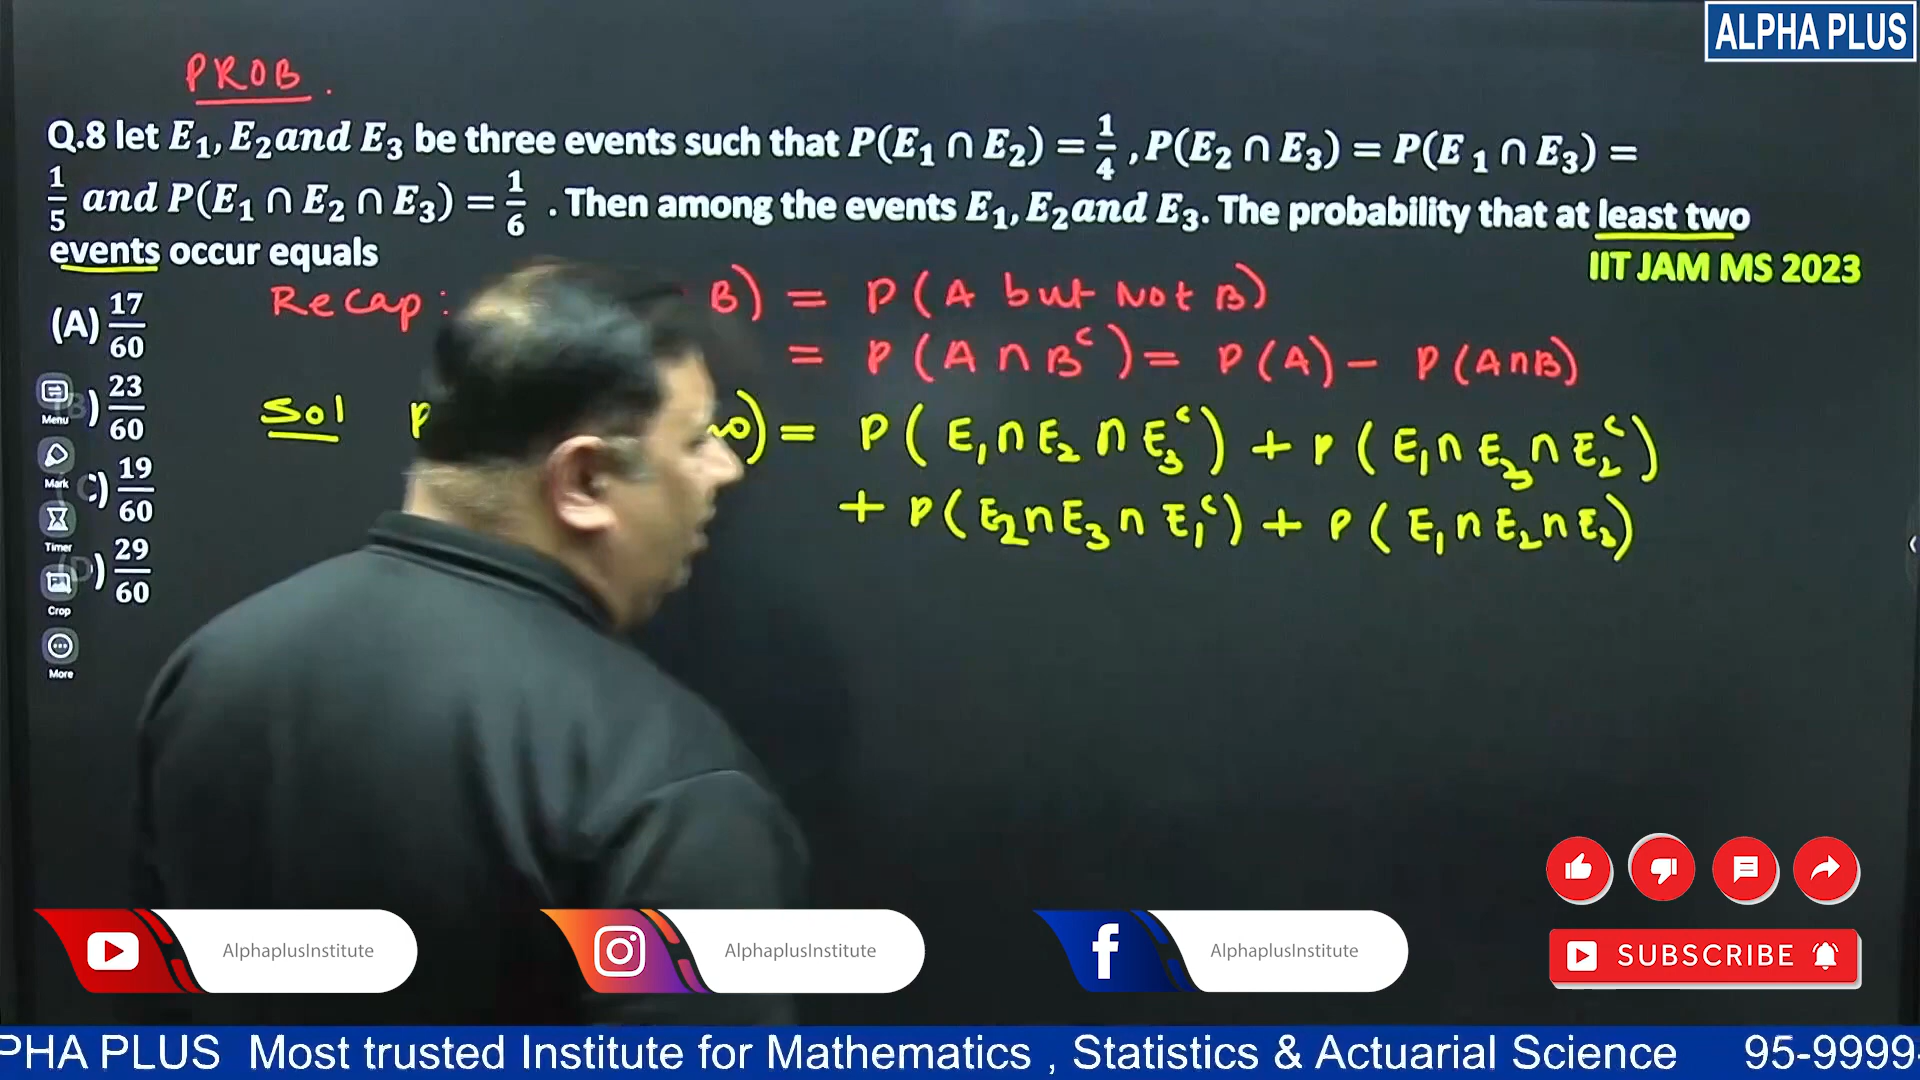 ALPHA PLUS
PROB.
Q.8 let E₁, E₂ and E₃ be three events such that P(E₁ ∩ E₂) = 1/4 , P(E₂ ∩ E₃) = P(E ₁ ∩ E₃) =
1/5 and P(E₁ ∩ E₂ ∩ E₃) = 1/6 . Then among the events E₁, E₂ and E₃. The probability that at least two
events occur equals
IIT JAM MS 2023
Recap: B) = P(A but Not B)
= P(A ∩ Bᶜ) = P(A) - P(A∩B)
(A) 17/60
) 23/60
C) 19/60
) 29/60
Sol P ) = P(E₁ ∩ E₂ ∩ E₃ᶜ) + P(E₁ ∩ E₃ ∩ E₂ᶜ)
+ P(E₂ ∩ E₃ ∩ E₁ᶜ) + P(E₁ ∩ E₂ ∩ E₃)
Menu
Mark
Timer
Crop
More
AlphaplusInstitute
AlphaplusInstitute
AlphaplusInstitute
SUBSCRIBE
PHA PLUS Most trusted Institute for Mathematics , Statistics & Actuarial Science 95-9999-